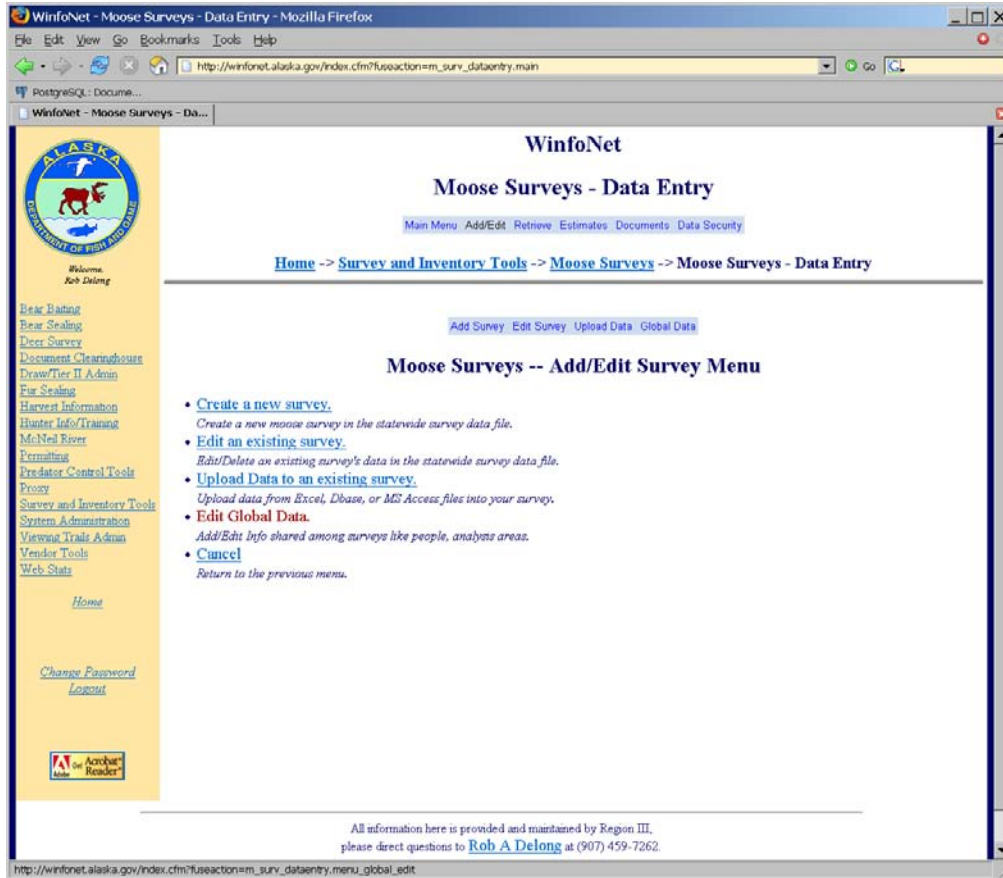 WinfoNet - Moose Surveys - Data Entry - Mozilla Firefox
File Edit View Go Bookmarks Tools Help
http://winfonet.alaska.gov/index.cfm?fuseaction=m_surv_dataentry.main
Go
PostgreSQL: Docume...
WinfoNet - Moose Surveys - Da...
ALASKA
DEPARTMENT OF FISH AND GAME
Welcome,
Rob Delong
Bear Baiting
Bear Sealing
Deer Survey
Document Clearinghouse
Draw/Tier II Admin
Fur Sealing
Harvest Information
Hunter Info/Training
McNeil River
Permitting
Predator Control Tools
Proxy
Survey and Inventory Tools
System Administration
Viewing Trails Admin
Vendor Tools
Web Stats
Home
Change Password
Logout
Adobe
Get Acrobat
Reader
WinfoNet
Moose Surveys - Data Entry
Main Menu Add/Edit Retrieve Estimates Documents Data Security
Home -> Survey and Inventory Tools -> Moose Surveys -> Moose Surveys - Data Entry
Add Survey Edit Survey Upload Data Global Data
Moose Surveys -- Add/Edit Survey Menu
• Create a new survey.
Create a new moose survey in the statewide survey data file.
• Edit an existing survey.
Edit/Delete an existing survey's data in the statewide survey data file.
• Upload Data to an existing survey.
Upload data from Excel, Dbase, or MS Access files into your survey.
• Edit Global Data.
Add/Edit Info shared among surveys like people, analysis areas.
• Cancel
Return to the previous menu.
All information here is provided and maintained by Region III,
please direct questions to Rob A Delong at (907) 459-7262.
http://winfonet.alaska.gov/index.cfm?fuseaction=m_surv_dataentry.menu_global_edit